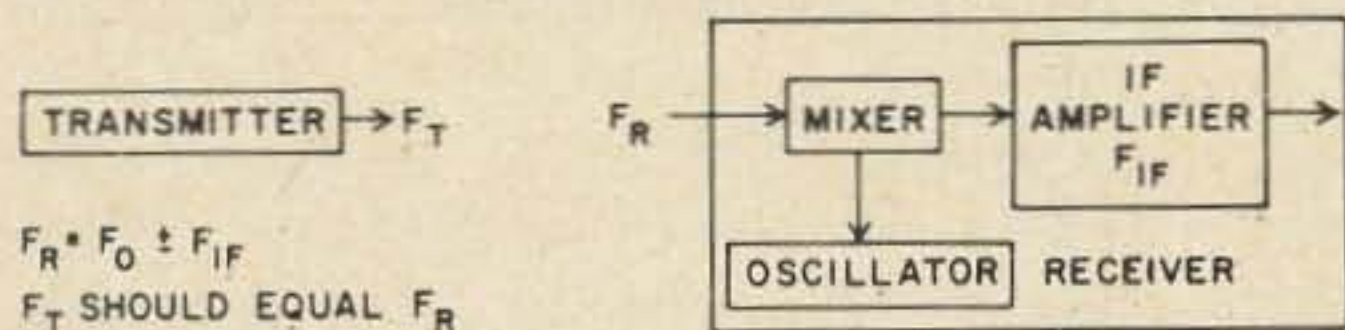 TRANSMITTER
F_T
F_R
MIXER
IF
AMPLIFIER
F_IF
OSCILLATOR
RECEIVER
F_R = F_O ± F_IF
F_T SHOULD EQUAL F_R